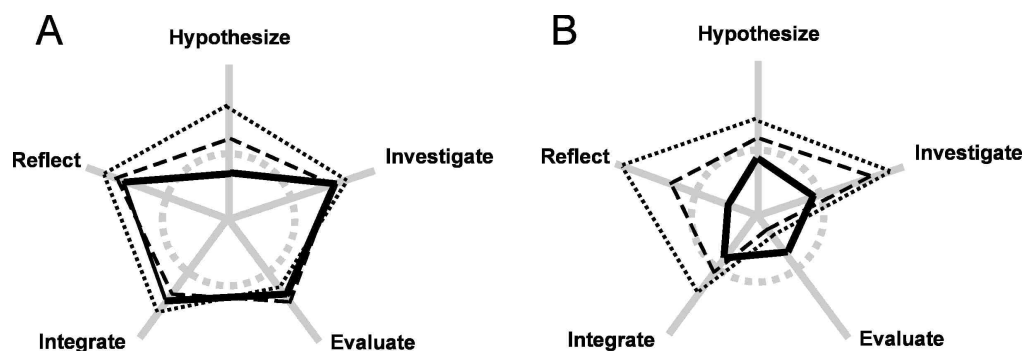 A
Hypothesize
Reflect
Investigate
Integrate
Evaluate
B
Hypothesize
Reflect
Investigate
Integrate
Evaluate